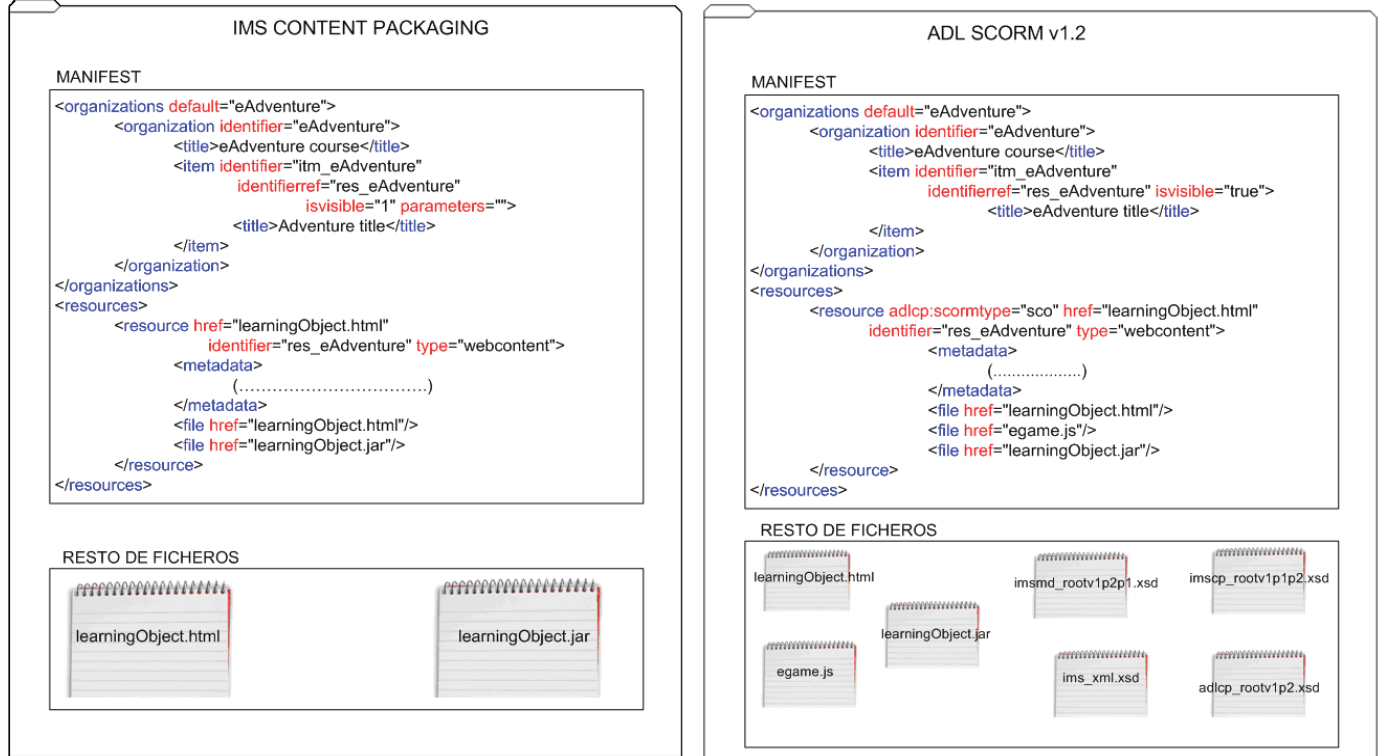 IMS CONTENT PACKAGING
MANIFEST
<organizations default="eAdventure">
<organization identifier="eAdventure">
<title>eAdventure course</title>
<item identifier="itm_eAdventure"
identifierref="res_eAdventure"
isvisible="1" parameters="">
<title>Adventure title</title>
</item>
</organization>
</organizations>
<resources>
<resource href="learningObject.html"
identifier="res_eAdventure" type="webcontent">
<metadata>
(................................)
</metadata>
<file href="learningObject.html"/>
<file href="learningObject.jar"/>
</resource>
</resources>
RESTO DE FICHEROS
learningObject.html
learningObject.jar
ADL SCORM v1.2
MANIFEST
<organizations default="eAdventure">
<organization identifier="eAdventure">
<title>eAdventure course</title>
<item identifier="itm_eAdventure"
identifierref="res_eAdventure" isvisible="true">
<title>eAdventure title</title>
</item>
</organization>
</organizations>
<resources>
<resource adlcp:scormtype="sco" href="learningObject.html"
identifier="res_eAdventure" type="webcontent">
<metadata>
(...................)
</metadata>
<file href="learningObject.html"/>
<file href="egame.js"/>
<file href="learningObject.jar"/>
</resource>
</resources>
RESTO DE FICHEROS
learningObject.html
imsmd_rootv1p2p1.xsd
imscp_rootv1p1p2.xsd
learningObject.jar
egame.js
ims_xml.xsd
adlcp_rootv1p2.xsd